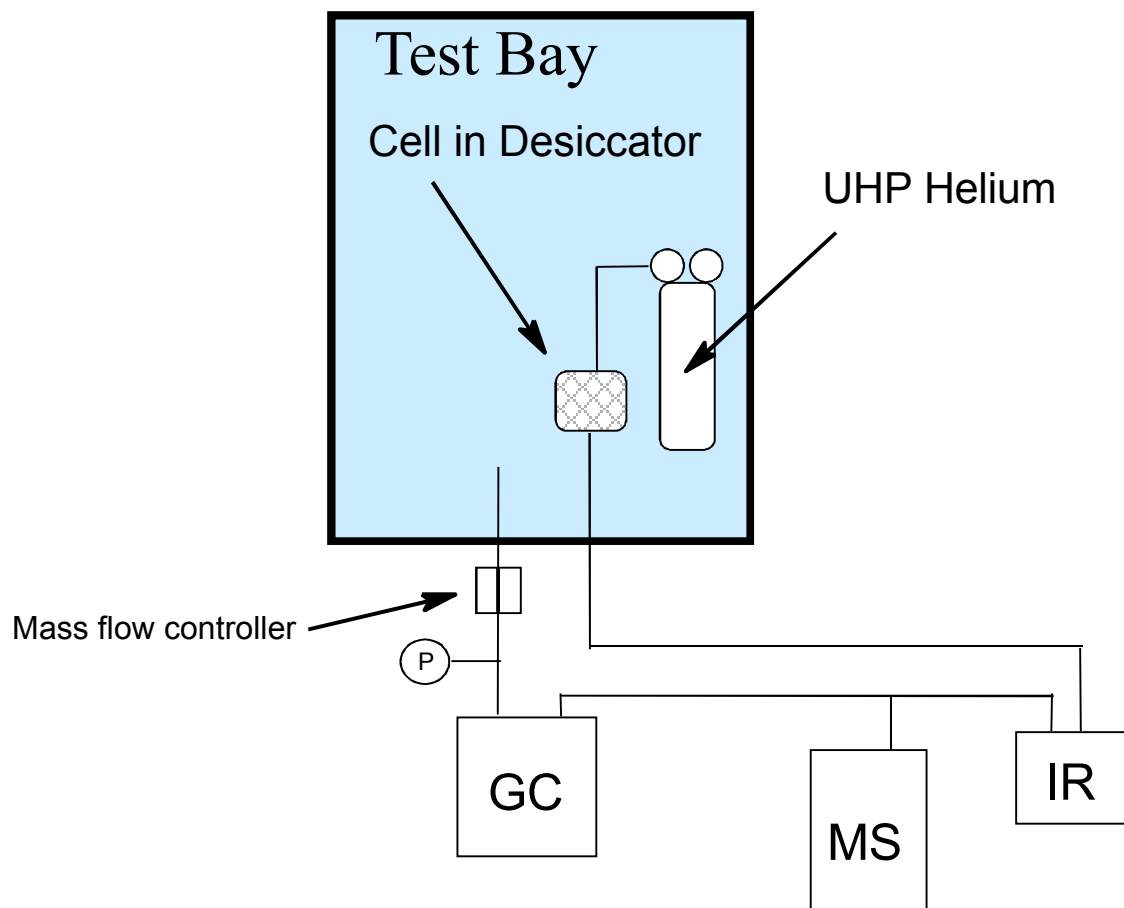 Test Bay
Cell in Desiccator
UHP Helium
Mass flow controller
P
GC
MS
IR